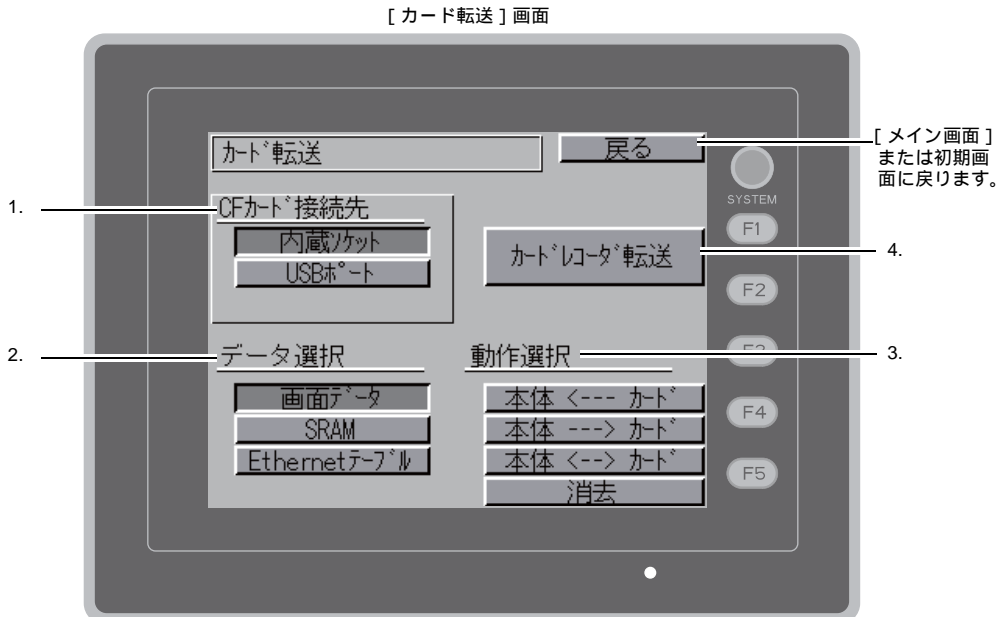 [ カード転送 ] 画面
カード転送
戻る
[ メイン画面 ]
または初期画
面に戻ります。
SYSTEM
1.
CFカード接続先
内蔵ソケット
USBポート
カードレコーダ転送
4.
F1
F2
2.
データ選択
動作選択
3.
F3
画面データ
SRAM
Ethernetテーブル
本体 <--- カード
本体 ---> カード
本体 <--> カード
消去
F4
F5